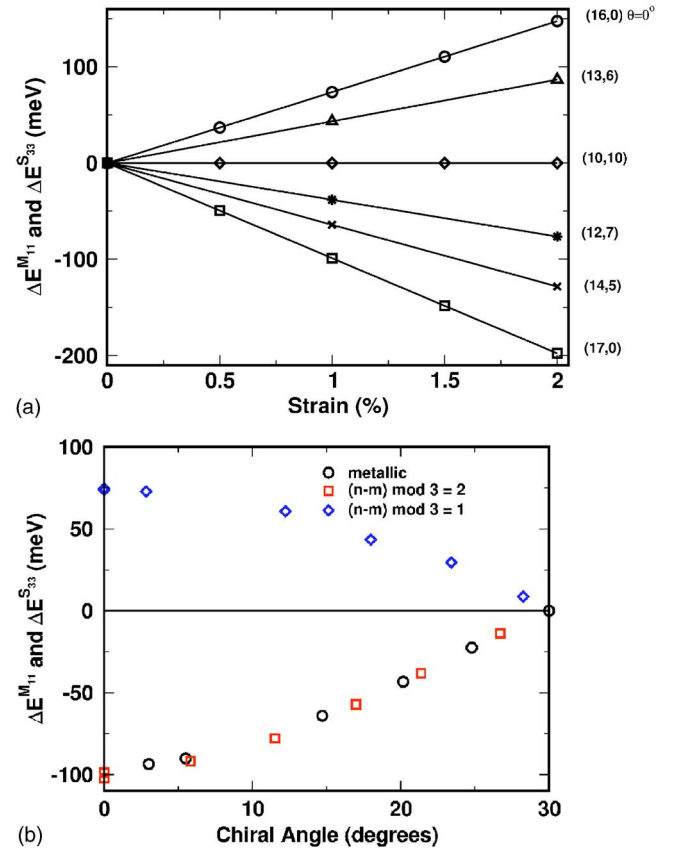 (16,0) θ=0°
(13,6)
(10,10)
(12,7)
(14,5)
(17,0)
100
0
-100
-200
ΔE^M₁₁ and ΔE^S₃₃ (meV)
0 0.5 1 1.5 2
Strain (%)
(a)
metallic
(n-m) mod 3 = 2
(n-m) mod 3 = 1
100
50
0
-50
-100
ΔE^M₁₁ and ΔE^S₃₃ (meV)
0 10 20 30
Chiral Angle (degrees)
(b)